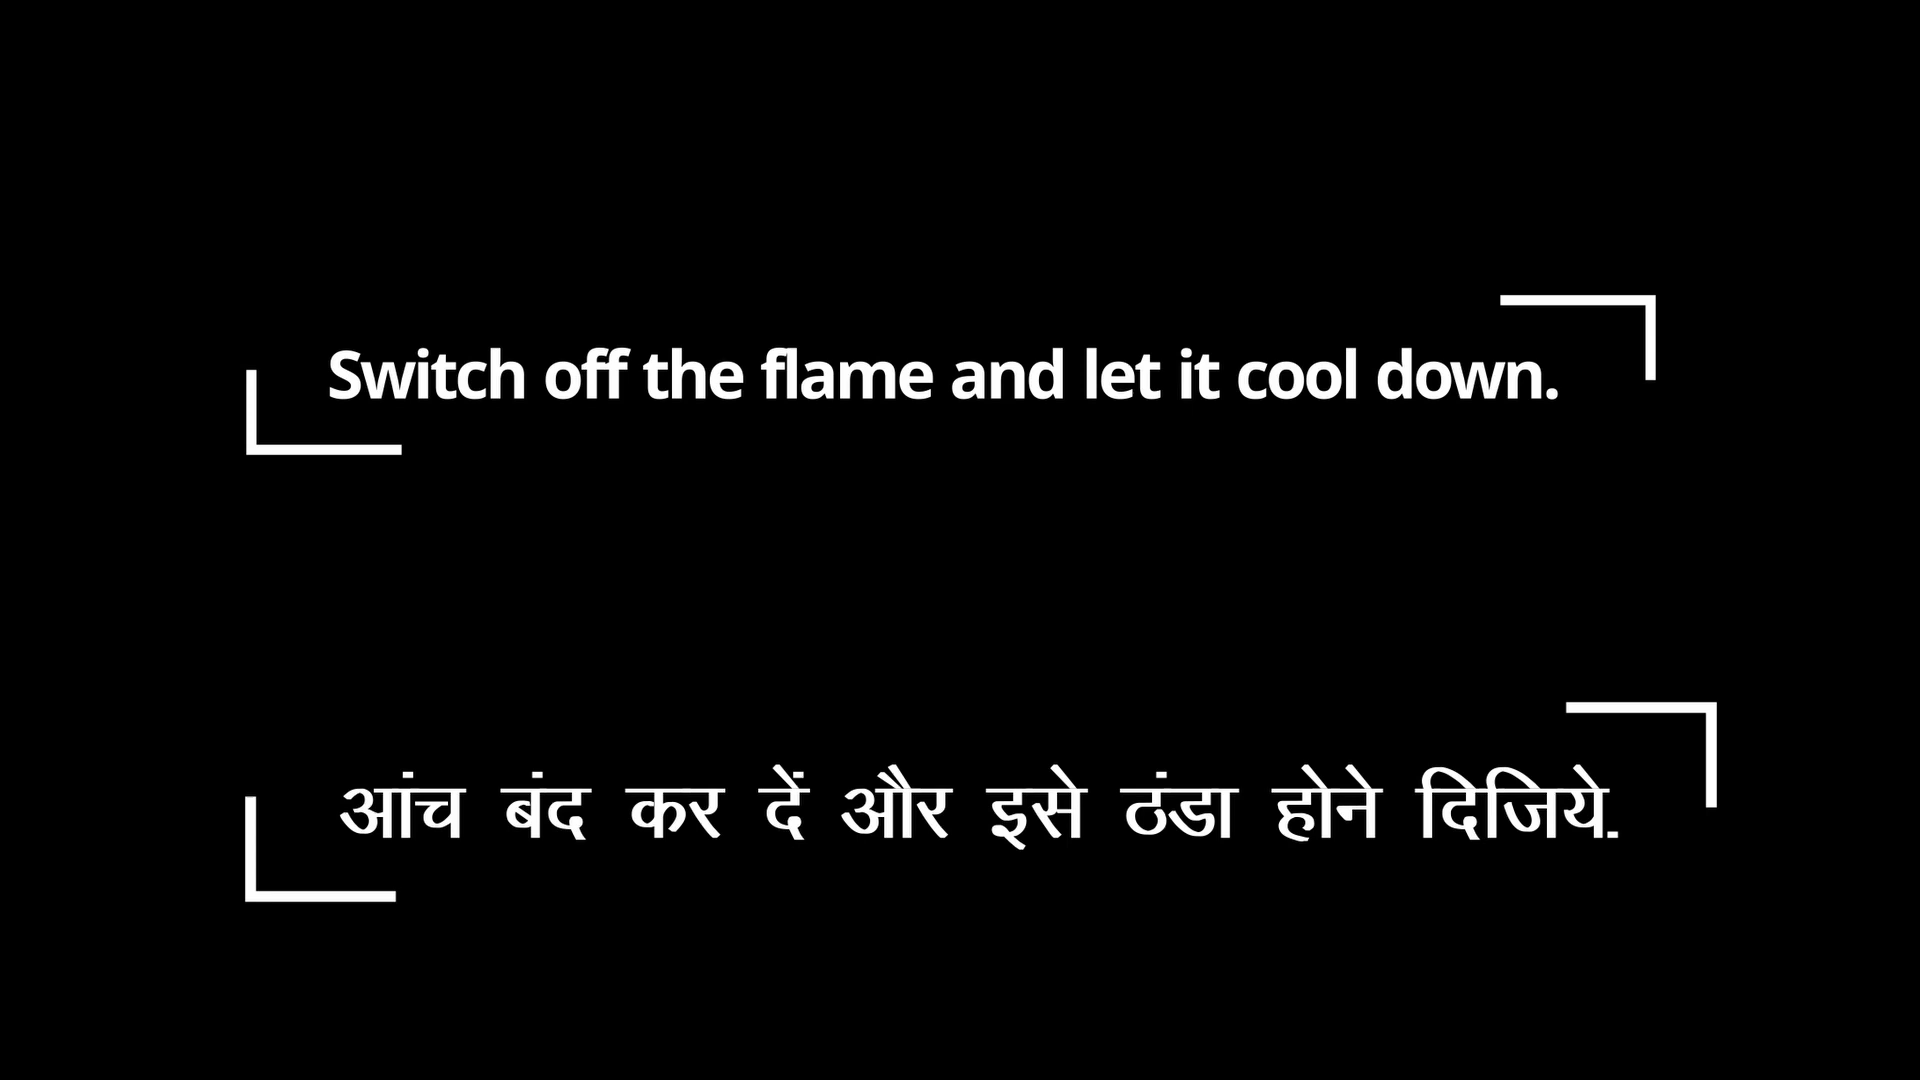 Switch off the flame and let it cool down.
आंच बंद कर दें और इसे ठंडा होने दिजिये.